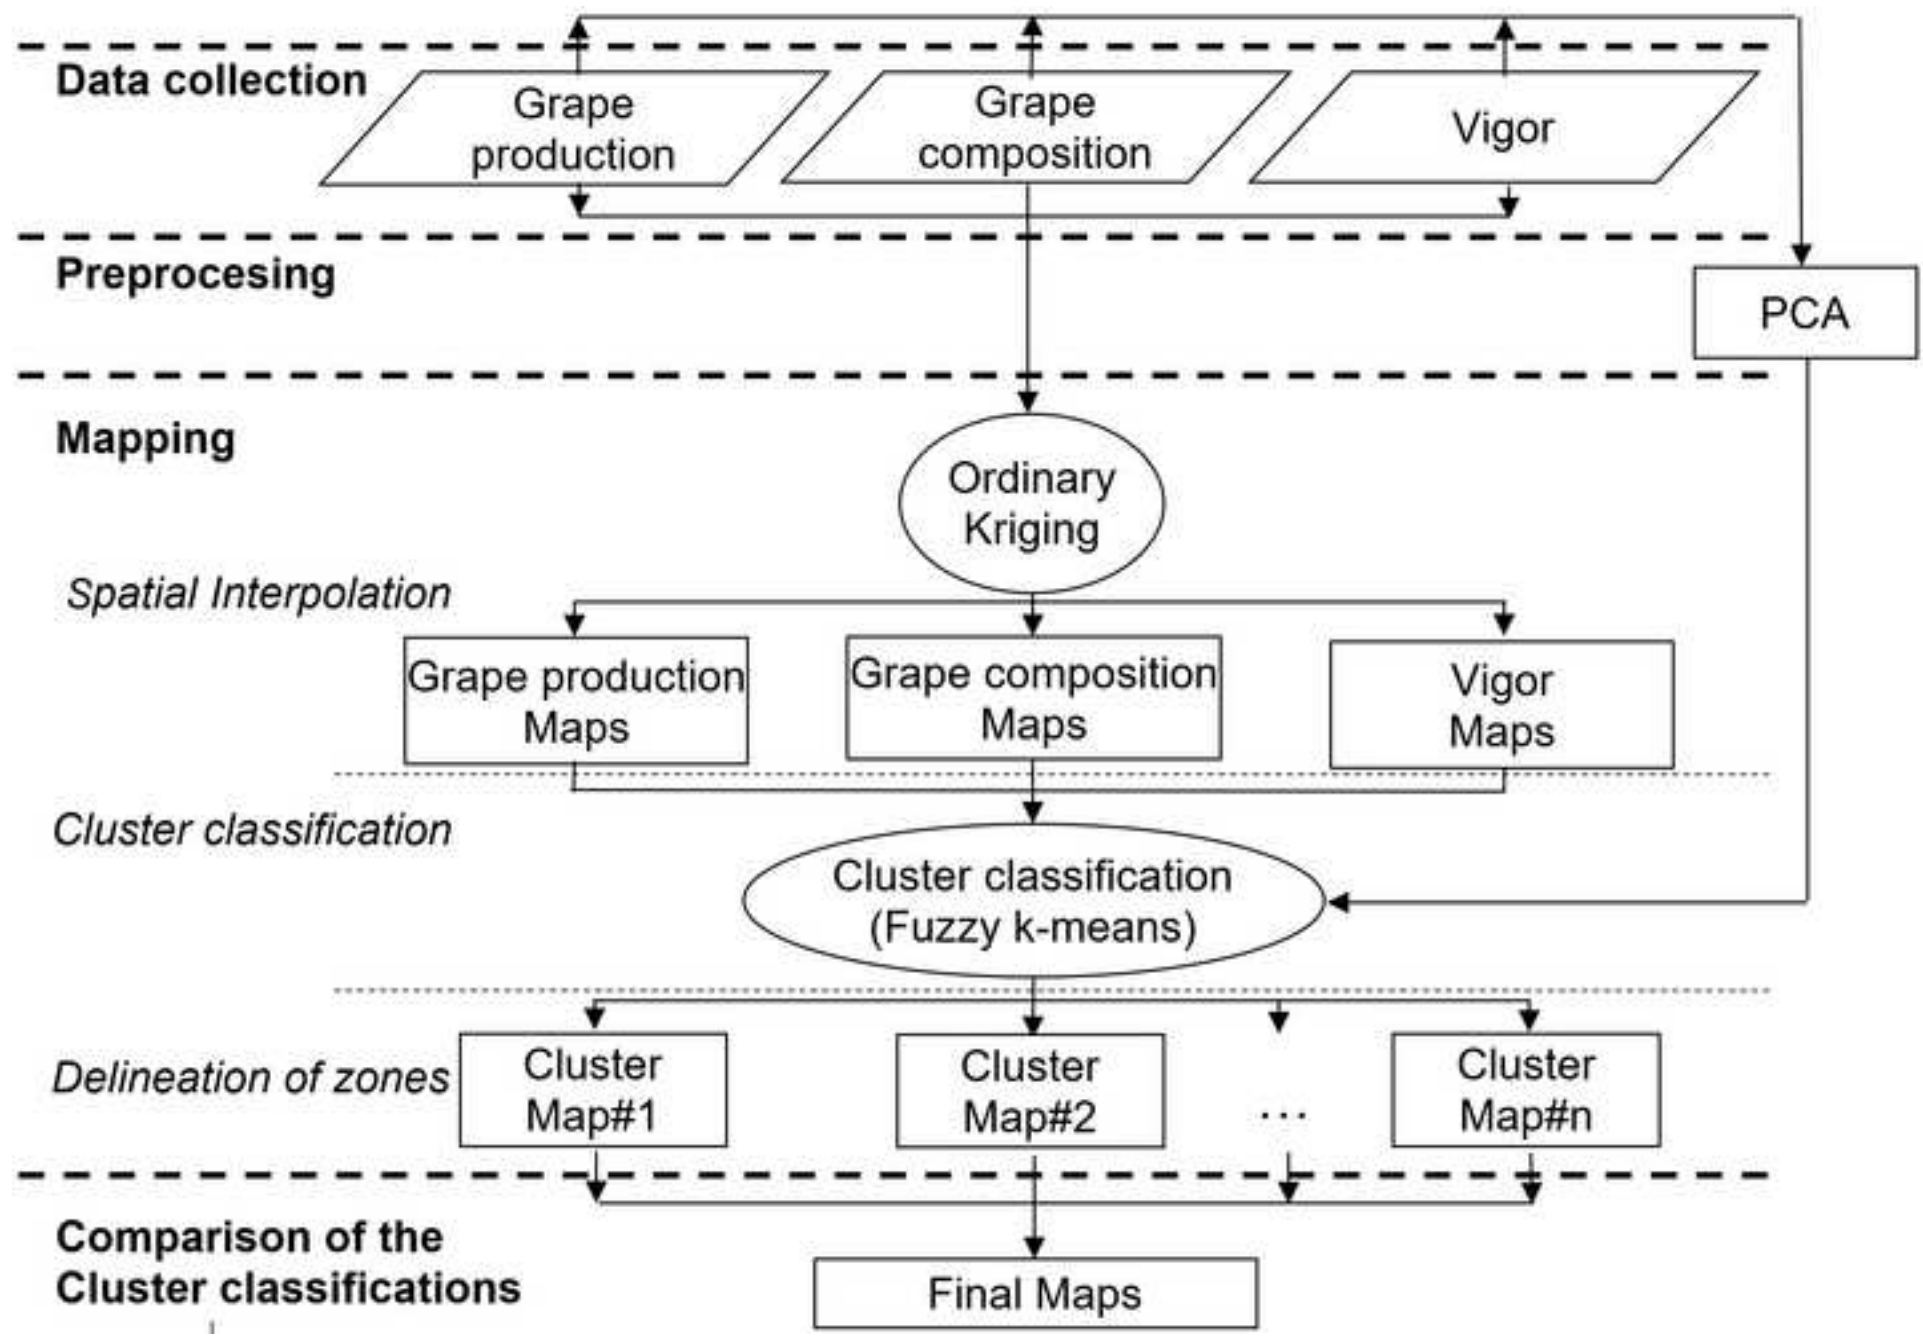 Data collection
Grape
production
Grape
composition
Vigor
Preprocesing
PCA
Mapping
Ordinary
Kriging
Spatial Interpolation
Grape production
Maps
Grape composition
Maps
Vigor
Maps
Cluster classification
Cluster classification
(Fuzzy k-means)
Delineation of zones
Cluster
Map#1
Cluster
Map#2
...
Cluster
Map#n
Comparison of the
Cluster classifications
Final Maps